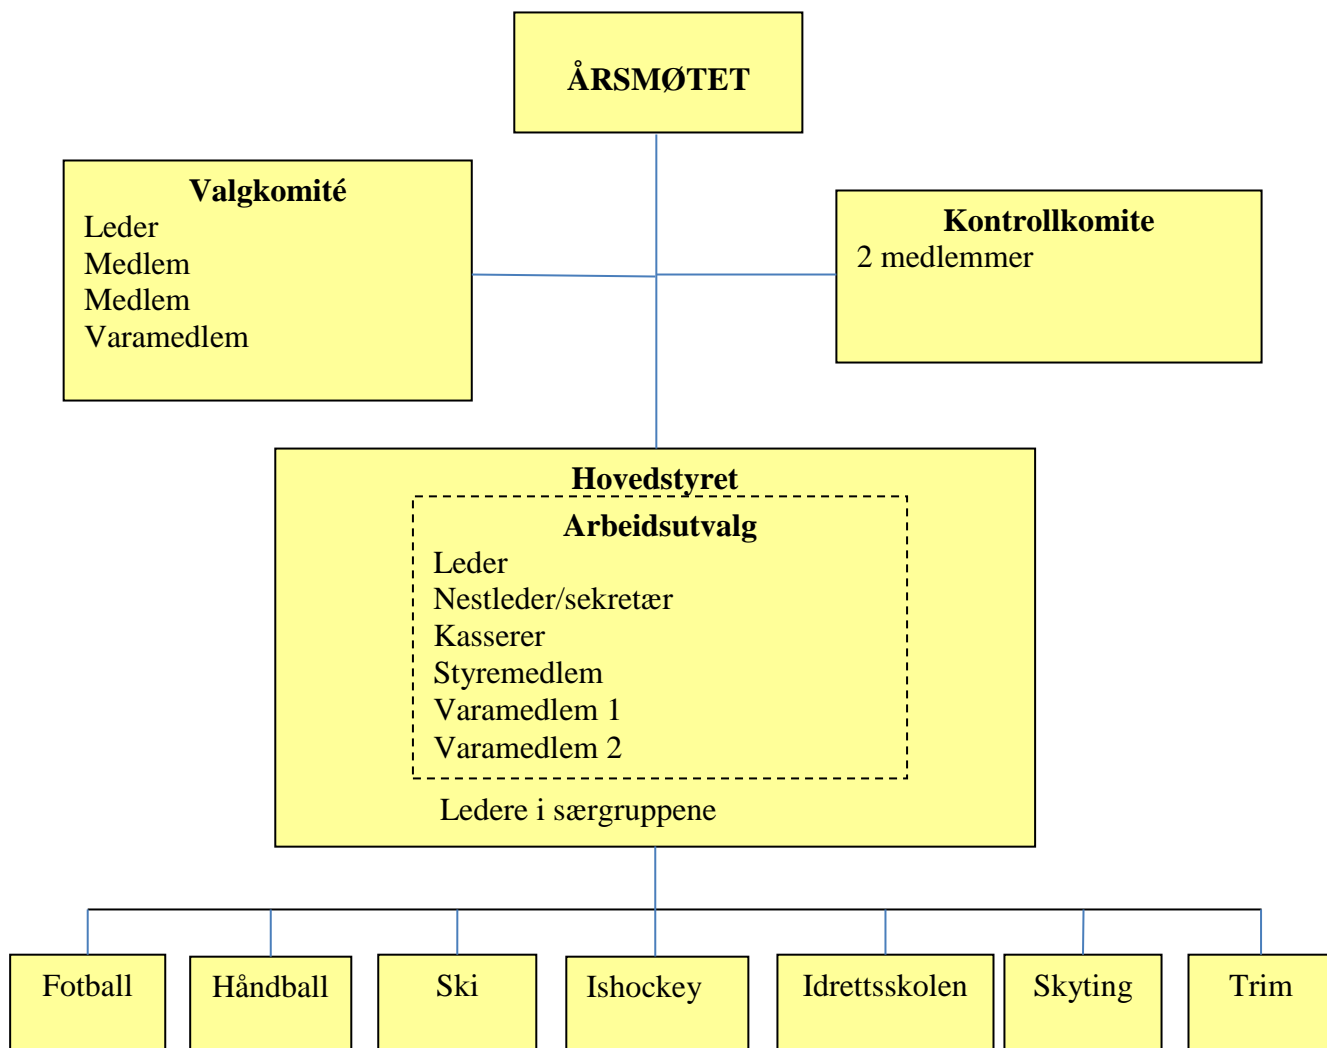 ÅRSMØTET
Valgkomité
Leder
Medlem
Medlem
Varamedlem
Kontrollkomite
2 medlemmer
Hovedstyret
Arbeidsutvalg
Leder
Nestleder/sekretær
Kasserer
Styremedlem
Varamedlem 1
Varamedlem 2
Ledere i særgruppene
Fotball
Håndball
Ski
Ishockey
Idrettsskolen
Skyting
Trim